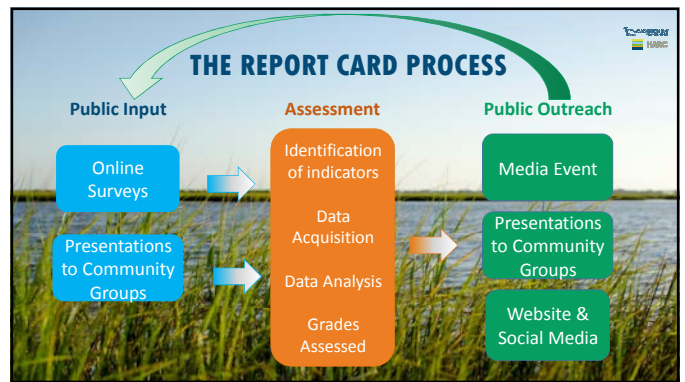 THE REPORT CARD PROCESS
Public Input
Online
Surveys
Presentations
to Community
Groups
Assessment
Identification
of indicators
Data
Acquisition
Data Analysis
Grades
Assessed
Public Outreach
Media Event
Presentations
to Community
Groups
Website &
Social Media
HARC